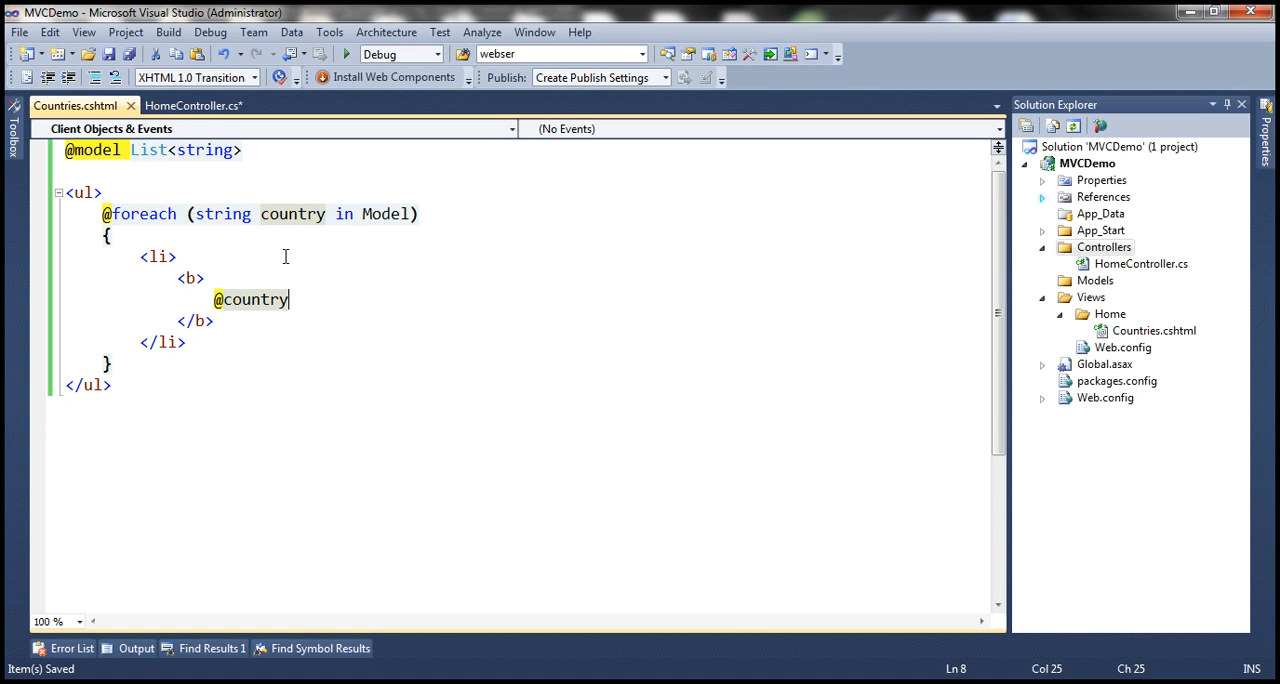 MVCDemo - Microsoft Visual Studio (Administrator)
File Edit View Project Build Debug Team Data Tools Architecture Test Analyze Window Help
Debug webser
XHTML 1.0 Transition Install Web Components Publish: Create Publish Settings
Countries.cshtml HomeController.cs*
Client Objects & Events (No Events)
@model List<string>
<ul>
@foreach (string country in Model)
{
<li>
<b>
@country
</b>
</li>
}
</ul>
100 %
Toolbox
Solution Explorer
Solution 'MVCDemo' (1 project)
MVCDemo
Properties
References
App_Data
App_Start
Controllers
HomeController.cs
Models
Views
Home
Countries.cshtml
Web.config
Global.asax
packages.config
Web.config
Properties
Error List Output Find Results 1 Find Symbol Results
Item(s) Saved Ln 8 Col 25 Ch 25 INS